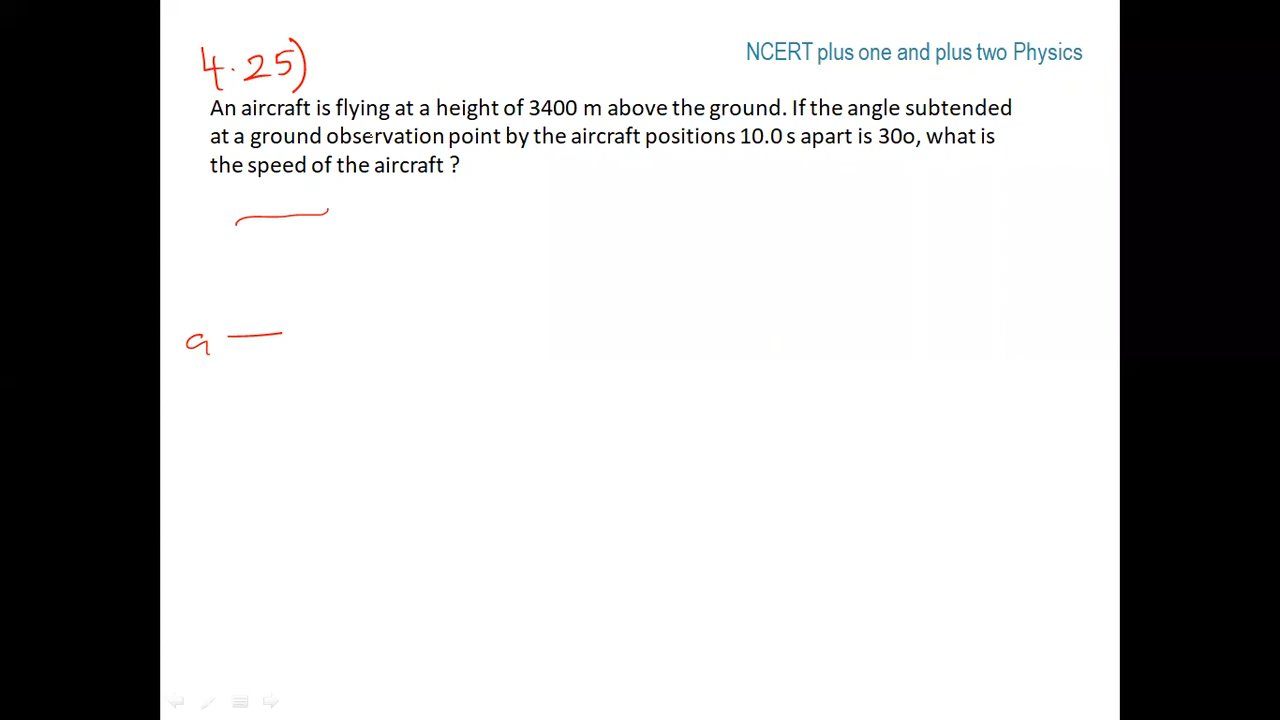 4.25)
NCERT plus one and plus two Physics
An aircraft is flying at a height of 3400 m above the ground. If the angle subtended
at a ground observation point by the aircraft positions 10.0 s apart is 30o, what is
the speed of the aircraft ?